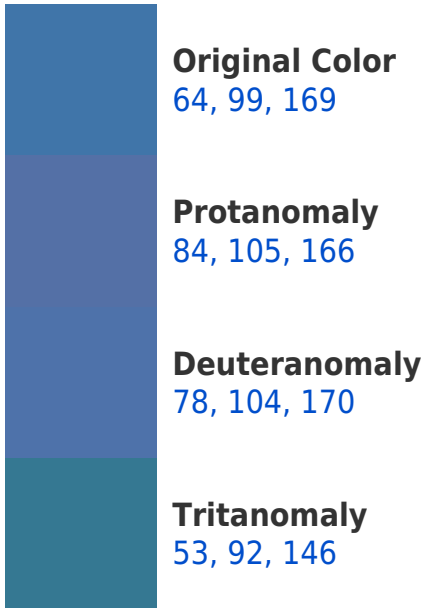 Original Color
64, 99, 169
Protanomaly
84, 105, 166
Deuteranomaly
78, 104, 170
Tritanomaly
53, 92, 146